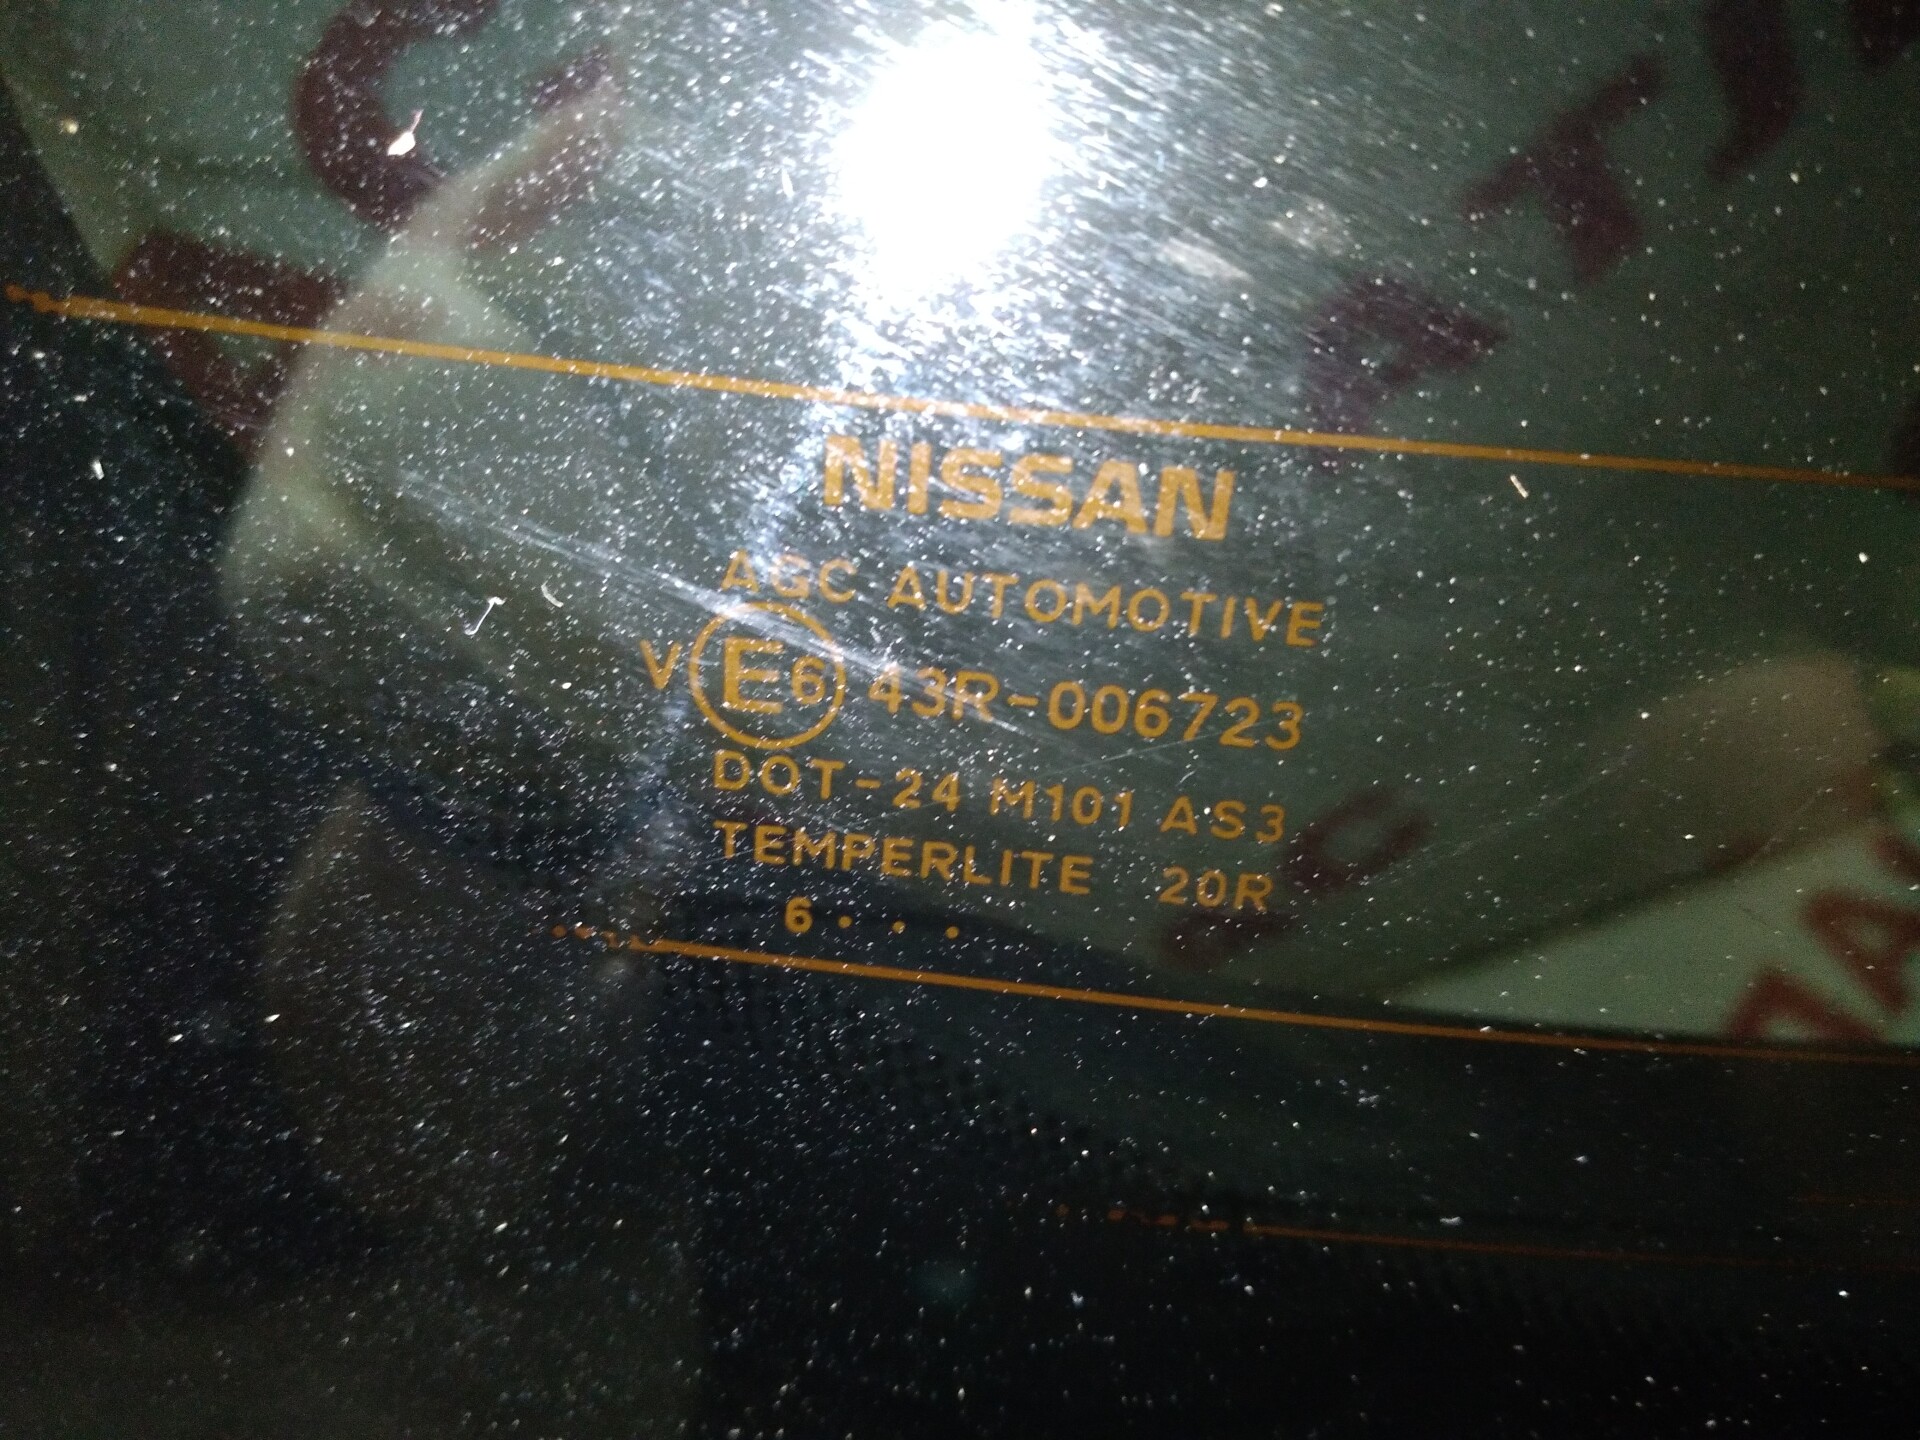 NISSAN
AGC AUTOMOTIVE
V E6 43R-006723
DOT-24 M101 AS3
TEMPERLITE 20R
6 . . .